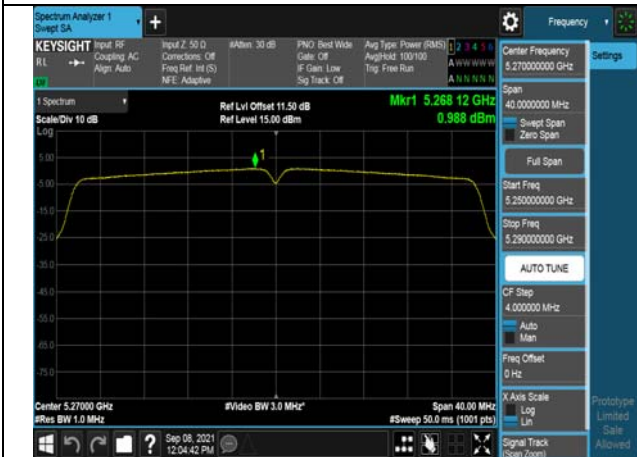 Spectrum Analyzer 1
Swept SA
+
Frequency
KEYSIGHT
Input: RF
Input Z: 50 Ω
#Atten: 30 dB
PNO: Best Wide
Avg Type: Power (RMS)
1 2 3 4 5 6
RL
Coupling: AC
Corrections: Off
Gate: Off
Avg|Hold: 100/100
A W W W W W
Align: Auto
Freq Ref: Int (S)
IF Gain: Low
Trig: Free Run
NFE: Adaptive
Sig Track: Off
A N N N N N
Settings
1 Spectrum
Ref Lvl Offset 11.50 dB
Mkr1 5.268 12 GHz
Scale/Div 10 dB
Ref Level 15.00 dBm
0.988 dBm
Log
1
5.00
-5.00
-15.0
-25.0
-35.0
-45.0
-55.0
-65.0
-75.0
Center 5.27000 GHz
#Video BW 3.0 MHz*
Span 40.00 MHz
#Res BW 1.0 MHz
#Sweep 50.0 ms (1001 pts)
?
Sep 08, 2021
12:04:42 PM
Center Frequency
5.270000000 GHz
Span
40.0000000 MHz
Swept Span
Zero Span
Full Span
Start Freq
5.250000000 GHz
Stop Freq
5.290000000 GHz
AUTO TUNE
CF Step
4.000000 MHz
Auto
Man
Freq Offset
0 Hz
X Axis Scale
Log
Lin
Signal Track
(Span Zoom)
Prototype
Limited
Sale
Allowed